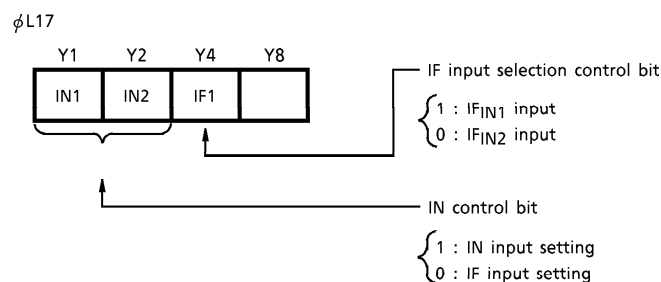 ϕL17
Y1 Y2 Y4 Y8
IN1 IN2 IF1
IF input selection control bit
1 : IFIN1 input
0 : IFIN2 input
IN control bit
1 : IN input setting
0 : IF input setting